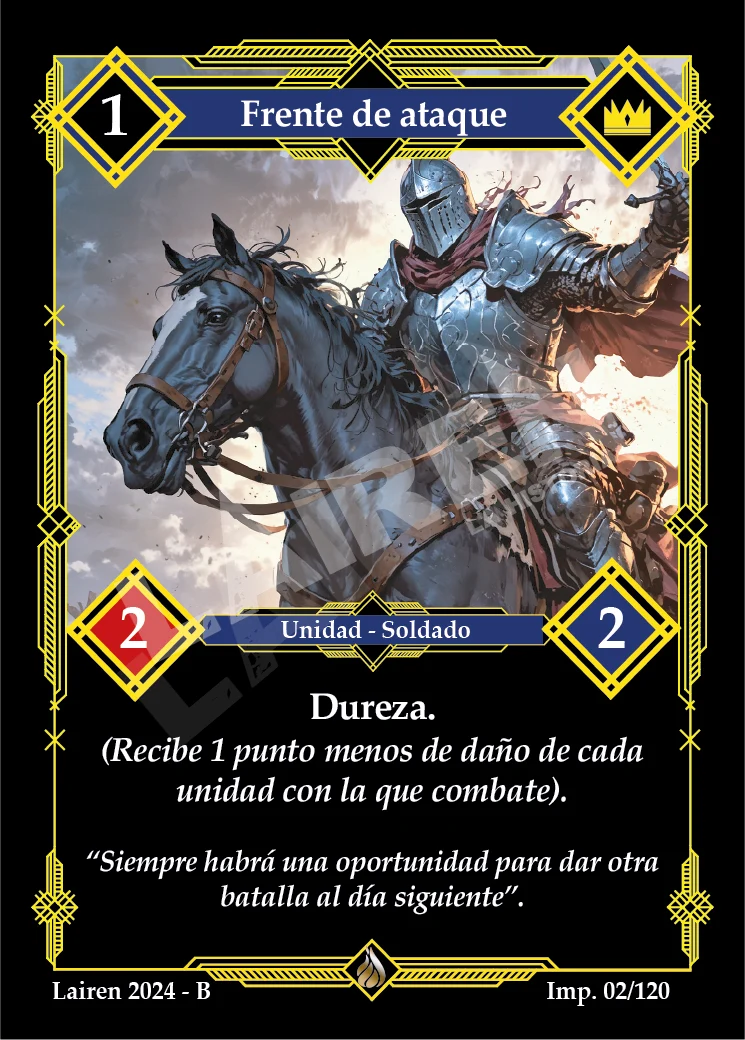 1
Frente de ataque
LAIREN
2
Unidad - Soldado
2
Dureza.
(Recibe 1 punto menos de daño de cada
unidad con la que combate).
“Siempre habrá una oportunidad para dar otra
batalla al día siguiente”.
Lairen 2024 - B
Imp. 02/120